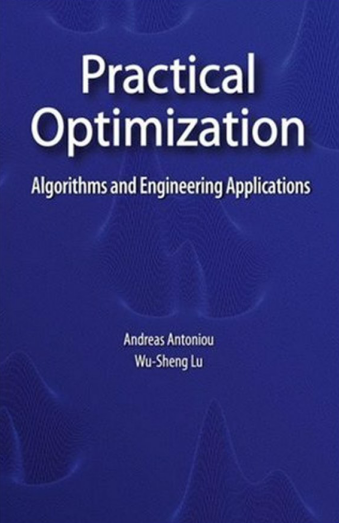 Practical
Optimization
Algorithms and Engineering Applications
Andreas Antoniou
Wu-Sheng Lu